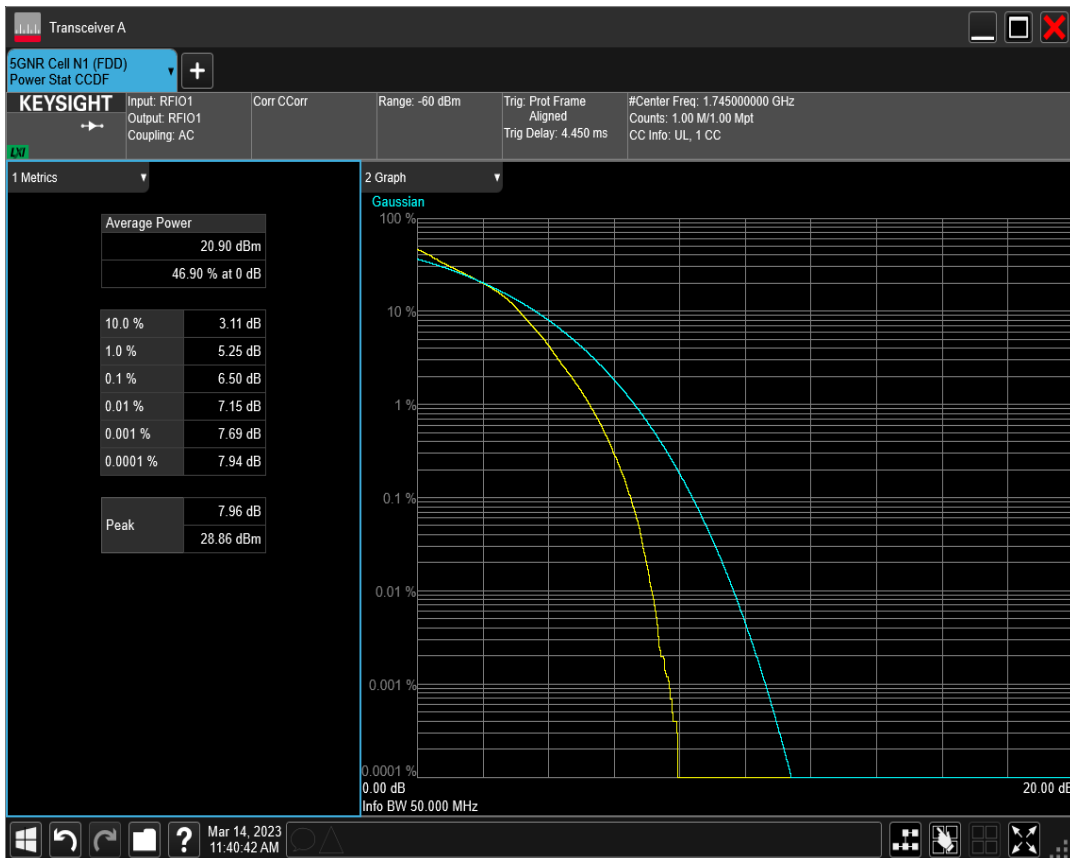 Transceiver A
5GNR Cell N1 (FDD)
Power Stat CCDF
+
KEYSIGHT
LXI
Input: RFIO1
Output: RFIO1
Coupling: AC
Corr CCorr
Range: -60 dBm
Trig: Prot Frame
Aligned
Trig Delay: 4.450 ms
#Center Freq: 1.745000000 GHz
Counts: 1.00 M/1.00 Mpt
CC Info: UL, 1 CC
1 Metrics
Average Power
20.90 dBm
46.90 % at 0 dB
10.0 % 3.11 dB
1.0 % 5.25 dB
0.1 % 6.50 dB
0.01 % 7.15 dB
0.001 % 7.69 dB
0.0001 % 7.94 dB
Peak
7.96 dB
28.86 dBm
2 Graph
Gaussian
100 %
10 %
1 %
0.1 %
0.01 %
0.001 %
0.0001 %
0.00 dB 20.00 dB
Info BW 50.000 MHz
?
Mar 14, 2023
11:40:42 AM